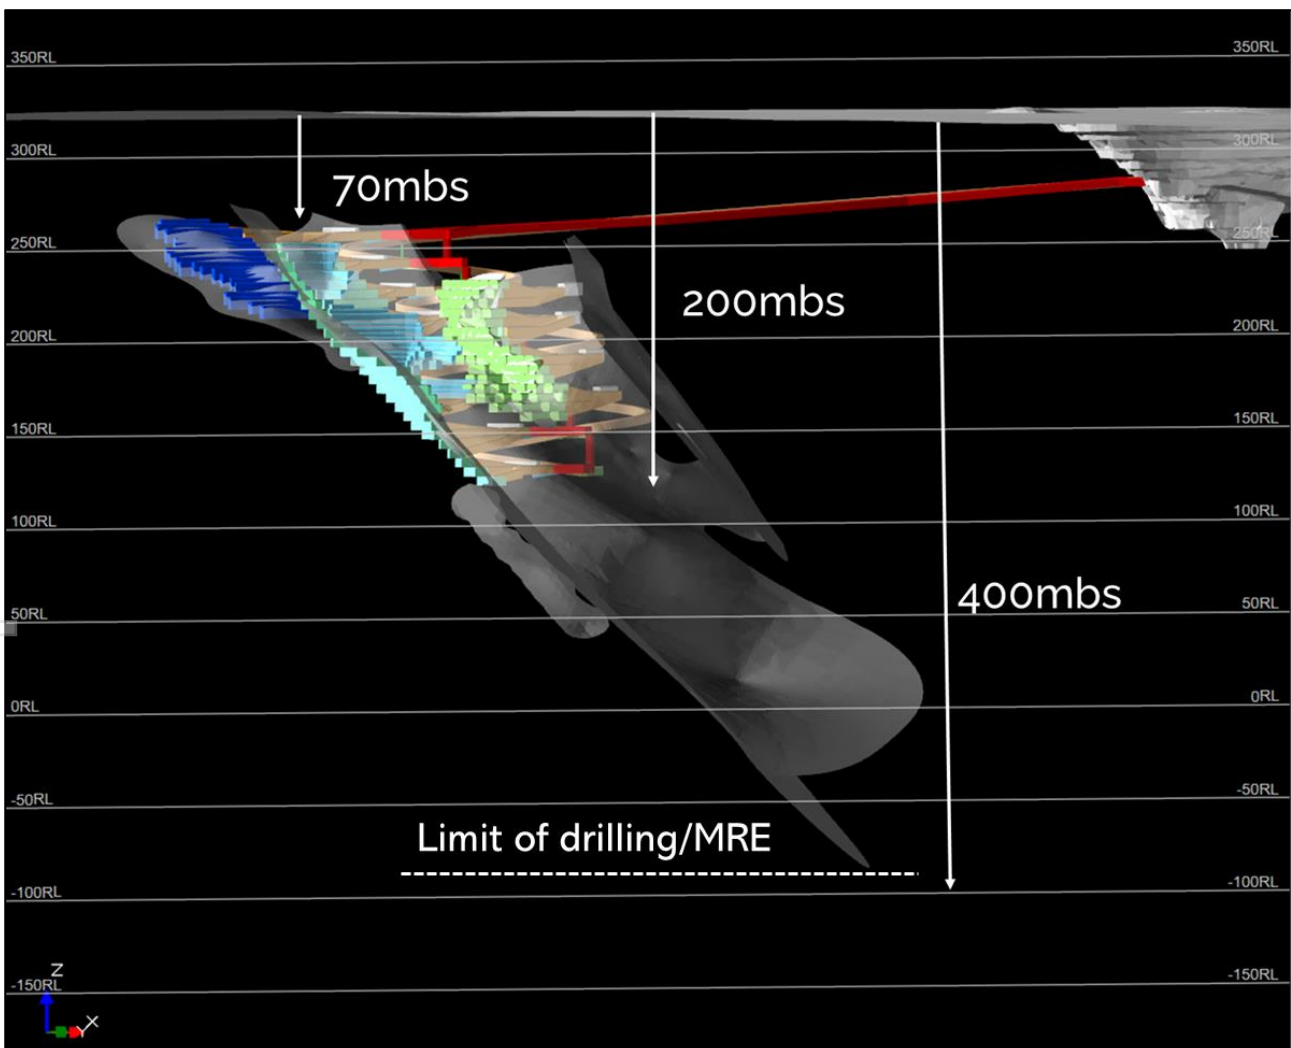 350RL 350RL
300RL 300RL
70mbs
250RL 250RL
200mbs
200RL 200RL
150RL 150RL
100RL 100RL
400mbs
50RL 50RL
0RL 0RL
-50RL -50RL
Limit of drilling/MRE
-100RL -100RL
Z
-150RL -150RL
X
Y